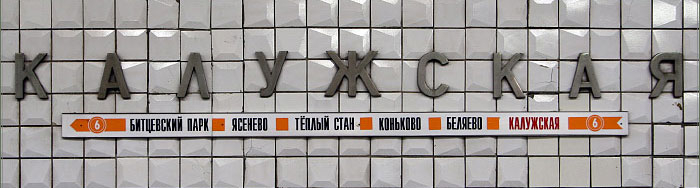 КАЛУЖСКАЯ
6 БИТЦЕВСКИЙ ПАРК ЯСЕНЕВО ТЁПЛЫЙ СТАН КОНЬКОВО БЕЛЯЕВО КАЛУЖСКАЯ 6